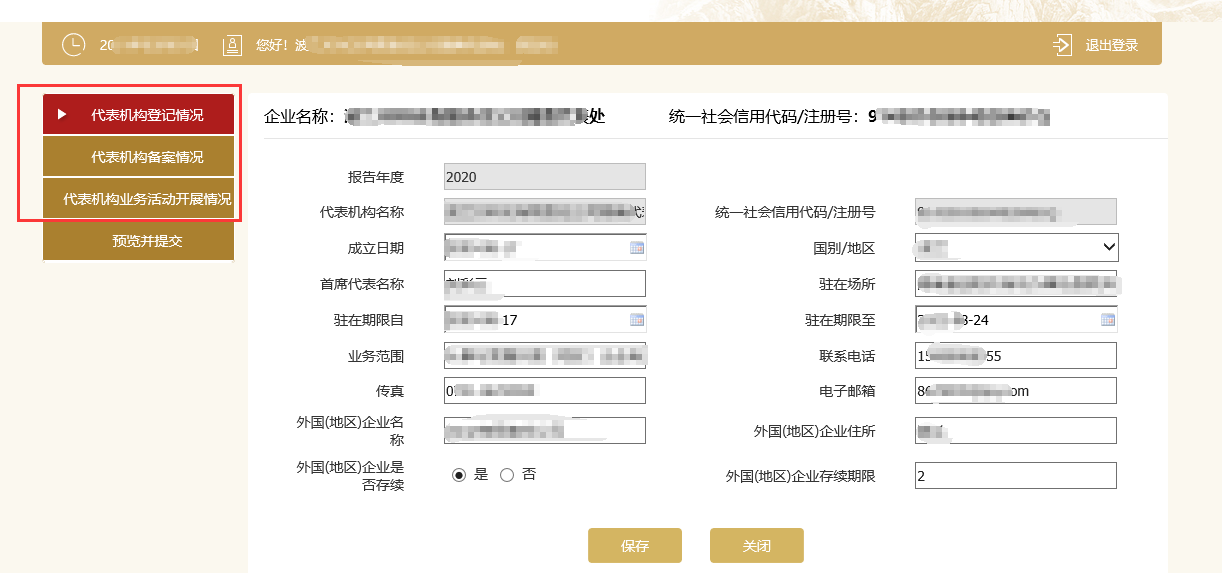 20
您好！波
退出登录
代表机构登记情况
代表机构备案情况
代表机构业务活动开展情况
预览并提交
企业名称： 处 统一社会信用代码/注册号：9
报告年度 2020
代表机构名称 统一社会信用代码/注册号 9
成立日期 国别/地区
首席代表名称 驻在场所
驻在期限自 17 驻在期限至 -24
业务范围 联系电话 15 55
传真 0 电子邮箱 86 om
外国(地区)企业名
称
外国(地区)企业住所
外国(地区)企业是
否存续
是 否 外国(地区)企业存续期限 2
保存 关闭